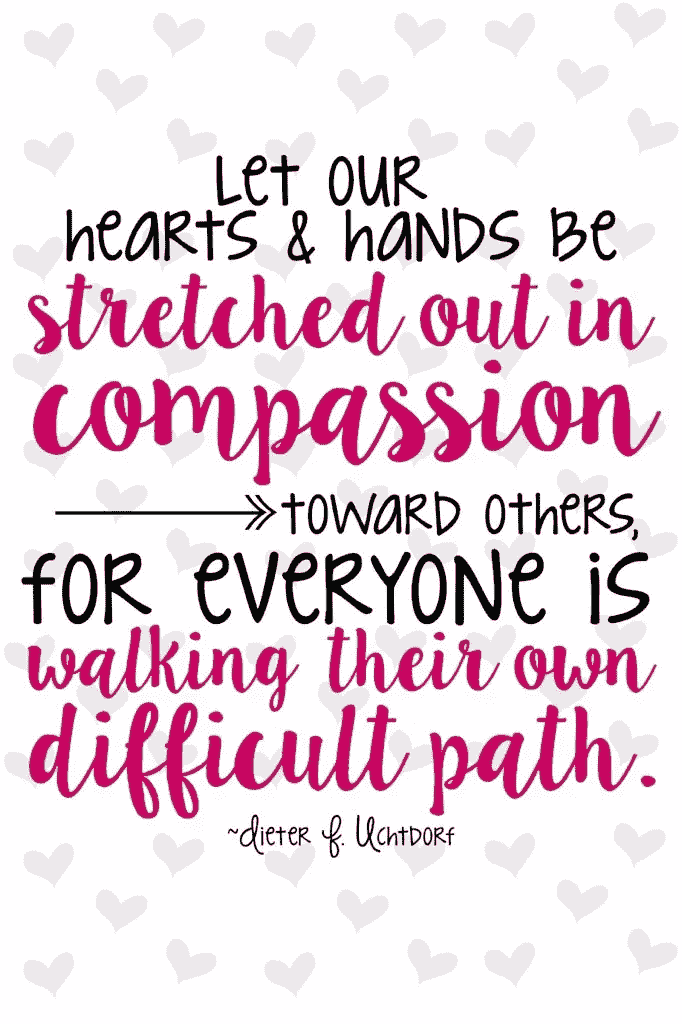 Let our
hearts & hands be
stretched out in
compassion
toward others,
for everyone is
walking their own
difficult path.
~Dieter F. Uchtdorf